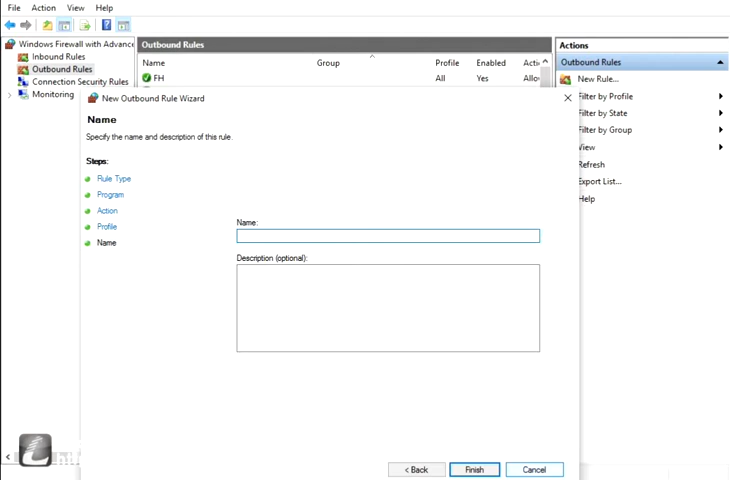 File Action View Help
Windows Firewall with Advance
Inbound Rules
Outbound Rules
Connection Security Rules
Monitoring
Outbound Rules
Name Group Profile Enabled Acti
FH All Yes Allo
Actions
Outbound Rules
New Rule...
Filter by Profile
Filter by State
Filter by Group
View
Refresh
Export List...
Help
New Outbound Rule Wizard
Name
Specify the name and description of this rule.
Steps:
Rule Type
Program
Action
Profile
Name
Name:
Description (optional):
< Back Finish Cancel